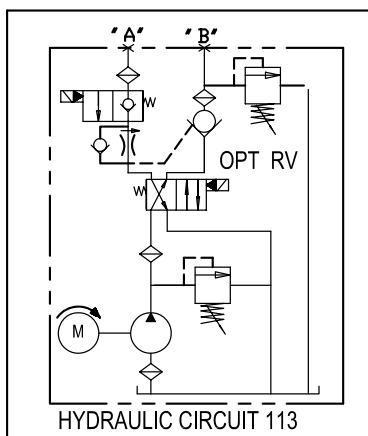 "A" "B"
OPT RV
M
HYDRAULIC CIRCUIT 113